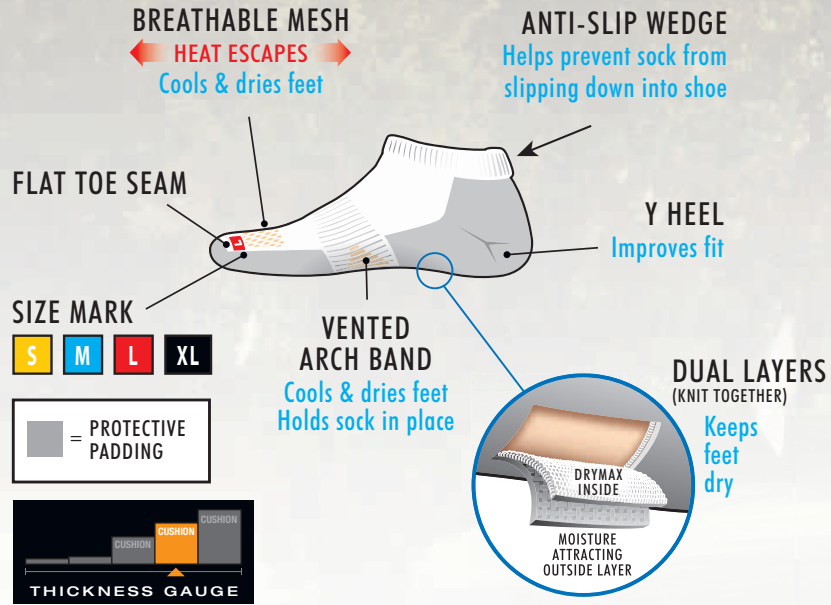 BREATHABLE MESH
HEAT ESCAPES
Cools & dries feet
ANTI-SLIP WEDGE
Helps prevent sock from
slipping down into shoe
FLAT TOE SEAM
L
Y HEEL
Improves fit
SIZE MARK
S M L XL
VENTED
ARCH BAND
Cools & dries feet
Holds sock in place
DUAL LAYERS
(KNIT TOGETHER)
Keeps
feet
dry
= PROTECTIVE
PADDING
DRYMAX
INSIDE
MOISTURE
ATTRACTING
OUTSIDE LAYER
CUSHION CUSHION CUSHION
THICKNESS GAUGE